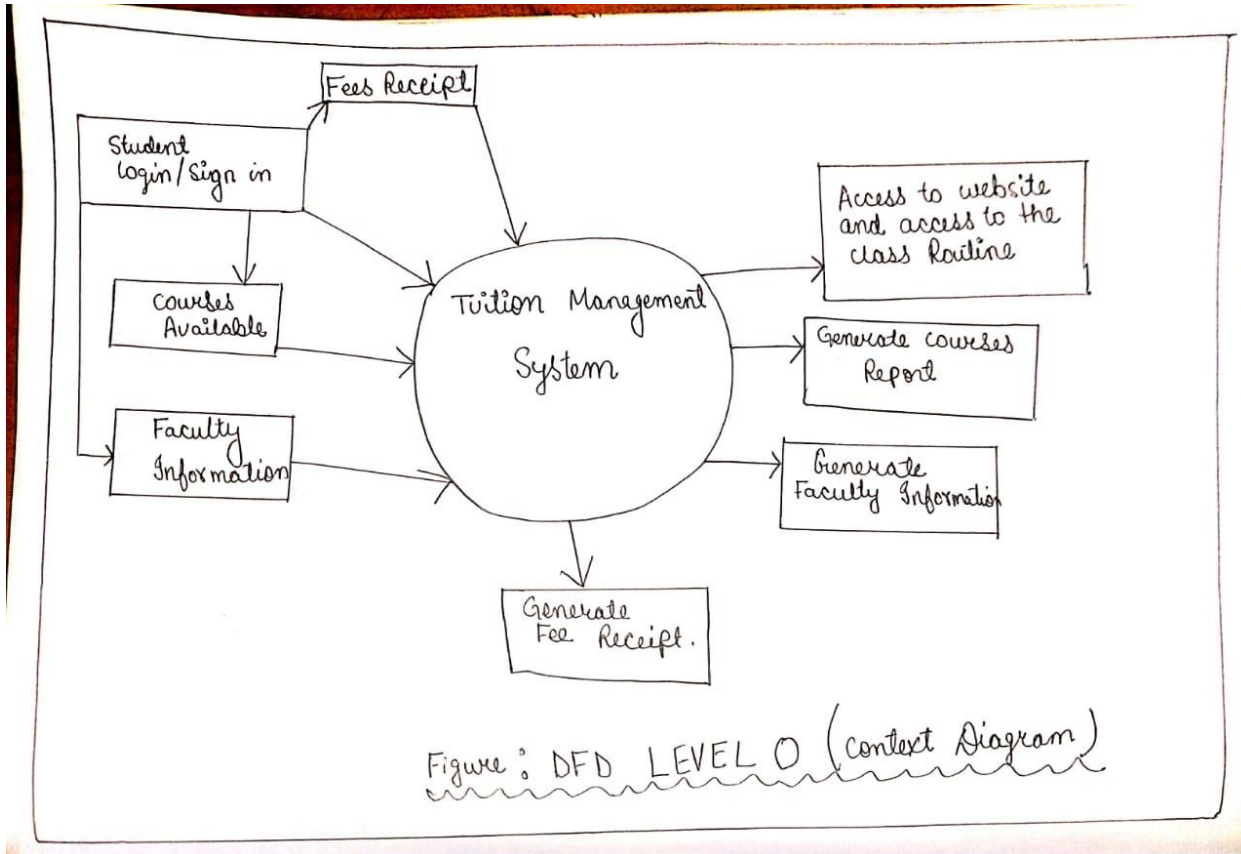 Fees Receipt
Student
login/Sign in
Courses
Available
Faculty
Information
Tuition Management
System
Access to website
and access to the
class Routine
Generate courses
Report
Generate
Faculty Information
Generate
Fee Receipt.
Figure: DFD LEVEL 0 (Context Diagram)